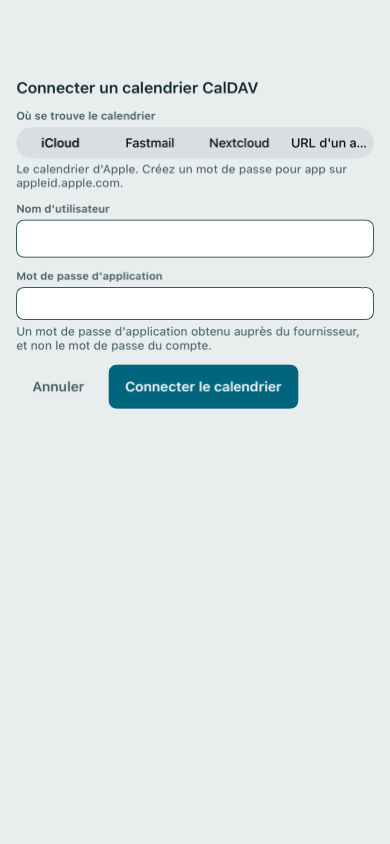 Connecter un calendrier CalDAV
Où se trouve le calendrier
iCloud
Fastmail
Nextcloud
URL d'un a...
Le calendrier d'Apple. Créez un mot de passe pour app sur
appleid.apple.com.
Nom d'utilisateur
Mot de passe d'application
Un mot de passe d'application obtenu auprès du fournisseur,
et non le mot de passe du compte.
Annuler
Connecter le calendrier